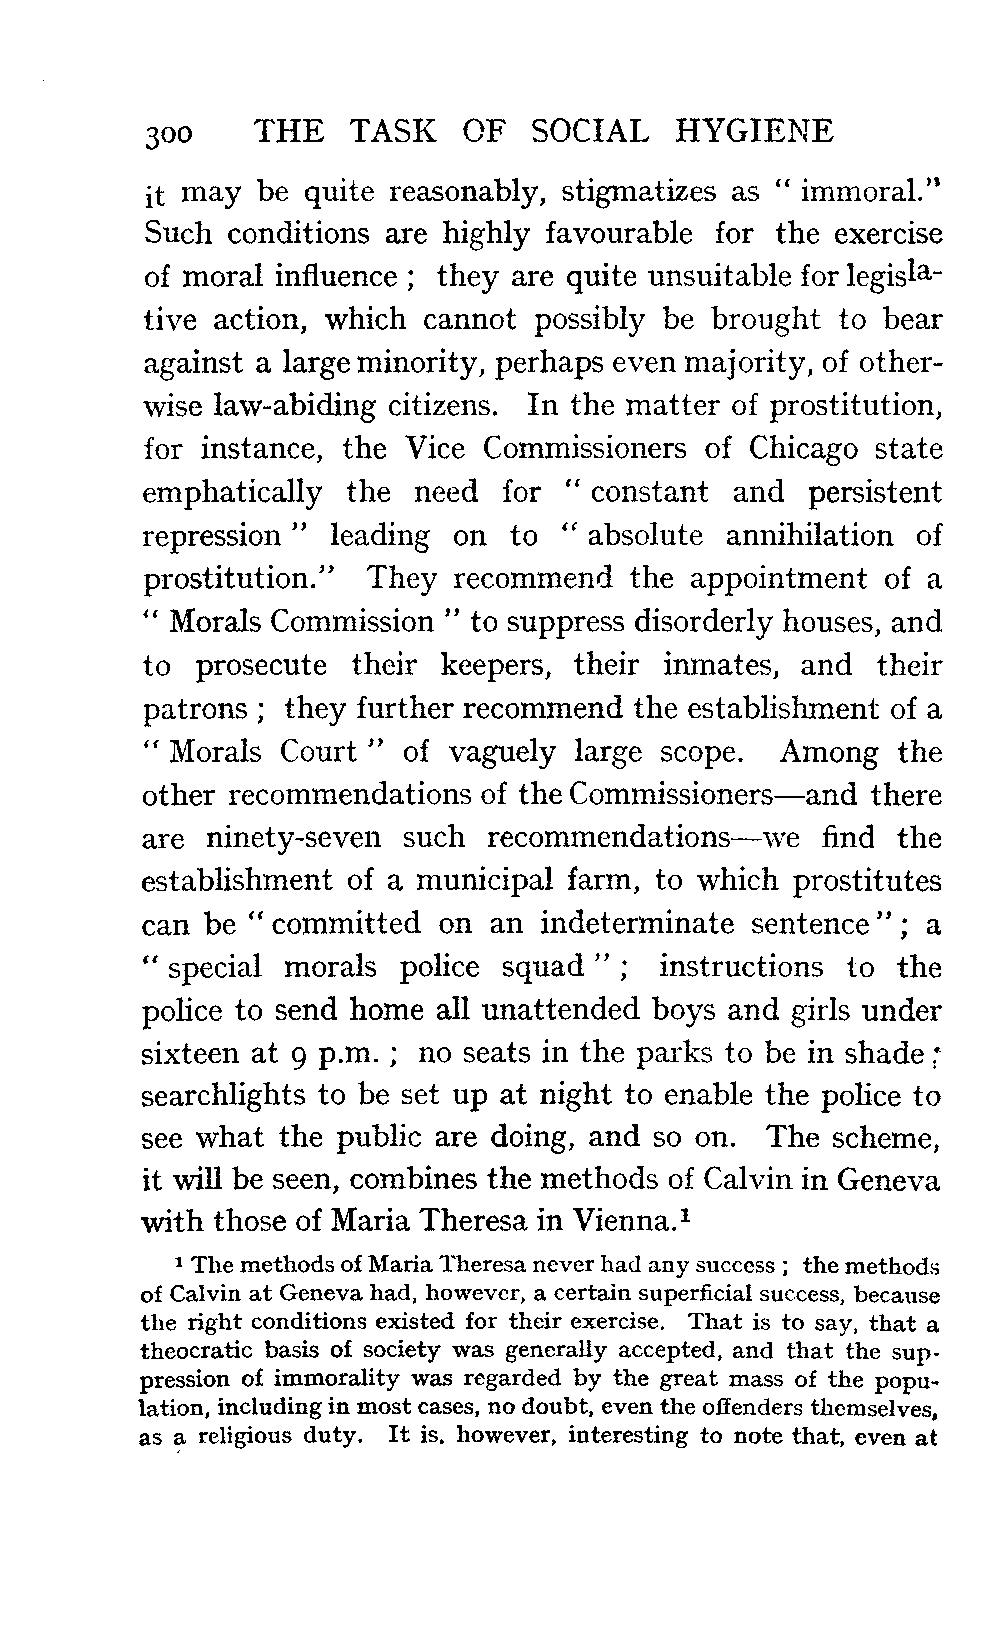 300 THE TASK OF SOCIAL HYGIENE
it may be quite reasonably, stigmatizes as " immoral."
Such conditions are highly favourable for the exercise
of moral influence ; they are quite unsuitable for legisla-
tive action, which cannot possibly be brought to bear
against a large minority, perhaps even majority, of other-
wise law-abiding citizens. In the matter of prostitution,
for instance, the Vice Commissioners of Chicago state
emphatically the need for " constant and persistent
repression " leading on to " absolute annihilation of
prostitution." They recommend the appointment of a
" Morals Commission " to suppress disorderly houses, and
to prosecute their keepers, their inmates, and their
patrons ; they further recommend the establishment of a
" Morals Court " of vaguely large scope. Among the
other recommendations of the Commissioners—and there
are ninety-seven such recommendations—we find the
establishment of a municipal farm, to which prostitutes
can be " committed on an indeterminate sentence " ; a
" special morals police squad " ; instructions to the
police to send home all unattended boys and girls under
sixteen at 9 p.m. ; no seats in the parks to be in shade ;
searchlights to be set up at night to enable the police to
see what the public are doing, and so on. The scheme,
it will be seen, combines the methods of Calvin in Geneva
with those of Maria Theresa in Vienna.¹
¹ The methods of Maria Theresa never had any success ; the methods
of Calvin at Geneva had, however, a certain superficial success, because
the right conditions existed for their exercise. That is to say, that a
theocratic basis of society was generally accepted, and that the sup-
pression of immorality was regarded by the great mass of the popu-
lation, including in most cases, no doubt, even the offenders themselves,
as a religious duty. It is, however, interesting to note that, even at